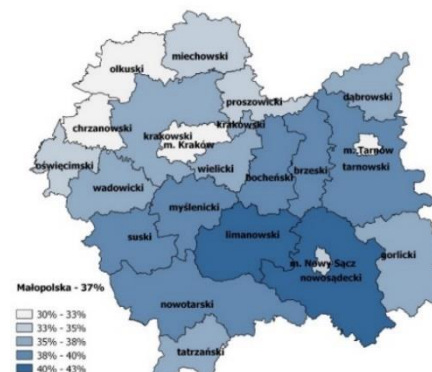 miechowski
olkuski
proszowicki
dąbrowski
chrzanowski
krakowski
krakowski
m. Kraków
m. Tarnów
tarnowski
oświęcimski
wielicki
bocheński
brzeski
wadowicki
myślenicki
suski
limanowski
gorlicki
m. Nowy Sącz
nowosądecki
nowotarski
tatrzański
Małopolska - 37%
30% - 33%
33% - 35%
35% - 38%
38% - 40%
40% - 43%